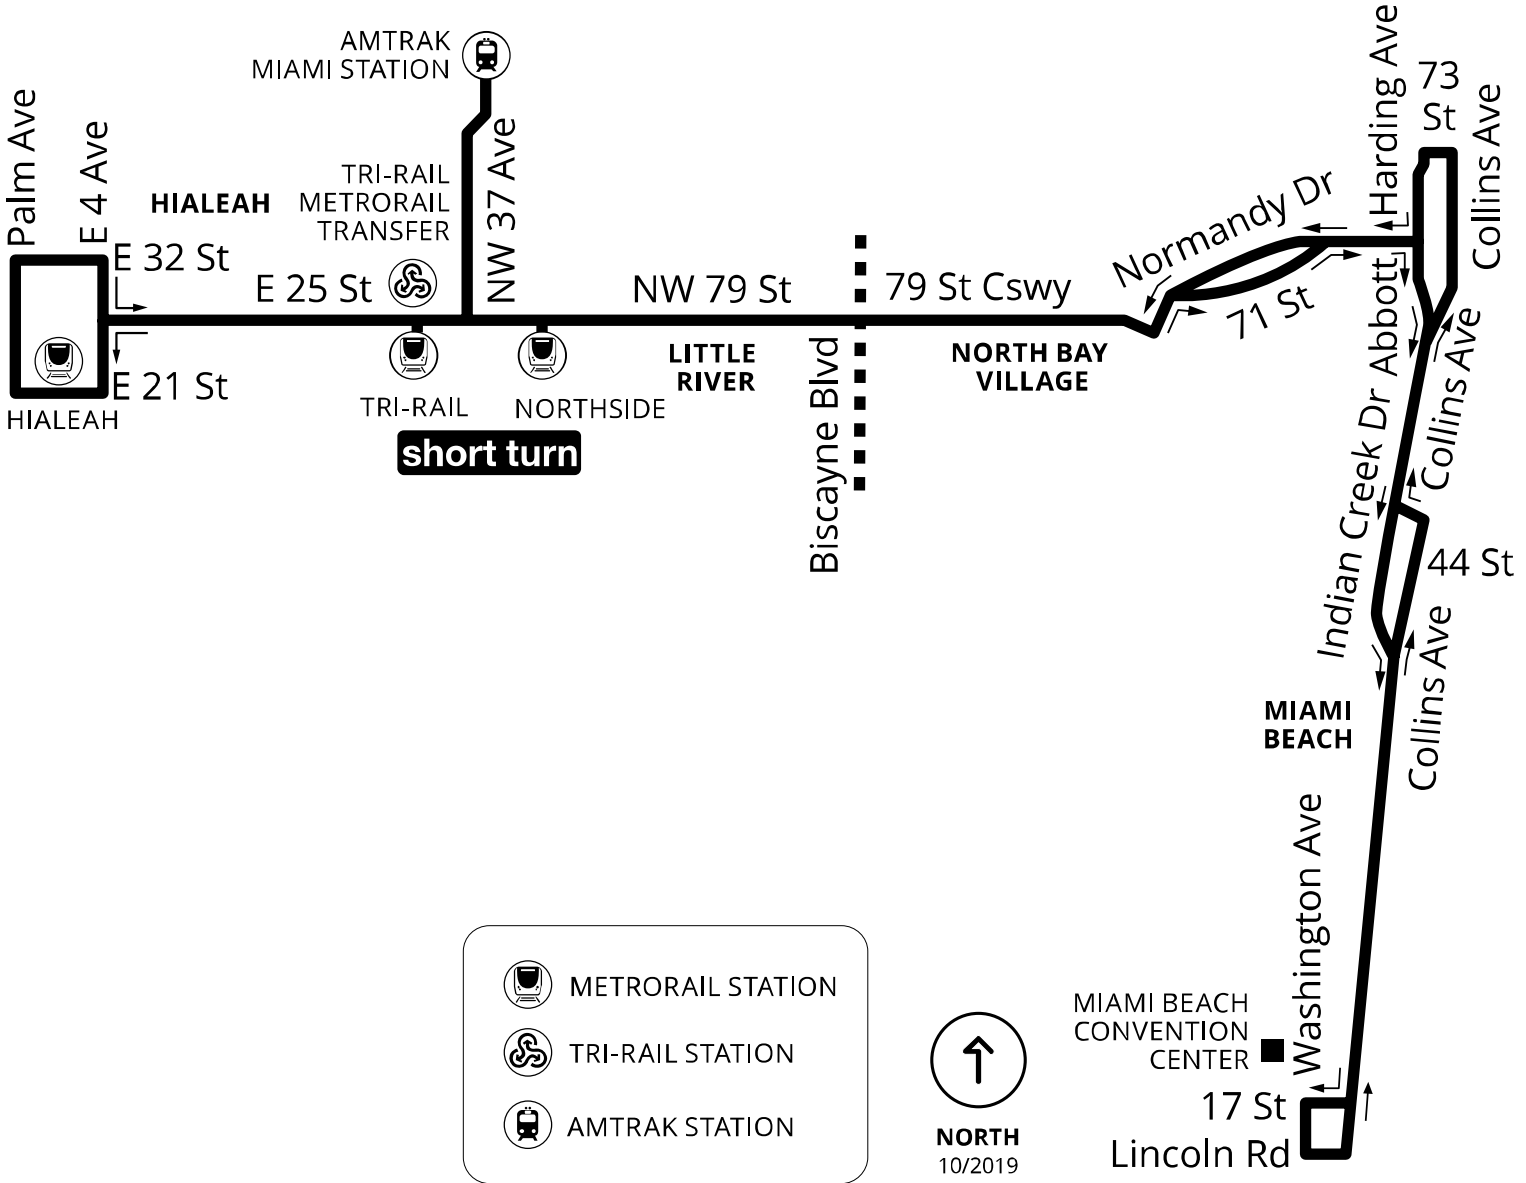 AMTRAK
MIAMI STATION
Palm Ave
E 4 Ave
HIALEAH
TRI-RAIL
METRORAIL
TRANSFER
NW 37 Ave
E 32 St
E 25 St
NW 79 St
79 St Cswy
Normandy Dr
71 St
Harding Ave
73
St
Collins Ave
Abbott
E 21 St
HIALEAH
TRI-RAIL
NORTHSIDE
short turn
LITTLE
RIVER
Biscayne Blvd
NORTH BAY
VILLAGE
Indian Creek Dr
Collins Ave
44 St
Collins Ave
MIAMI
BEACH
Washington Ave
MIAMI BEACH
CONVENTION
CENTER
17 St
Lincoln Rd
METRORAIL STATION
TRI-RAIL STATION
AMTRAK STATION
NORTH
10/2019